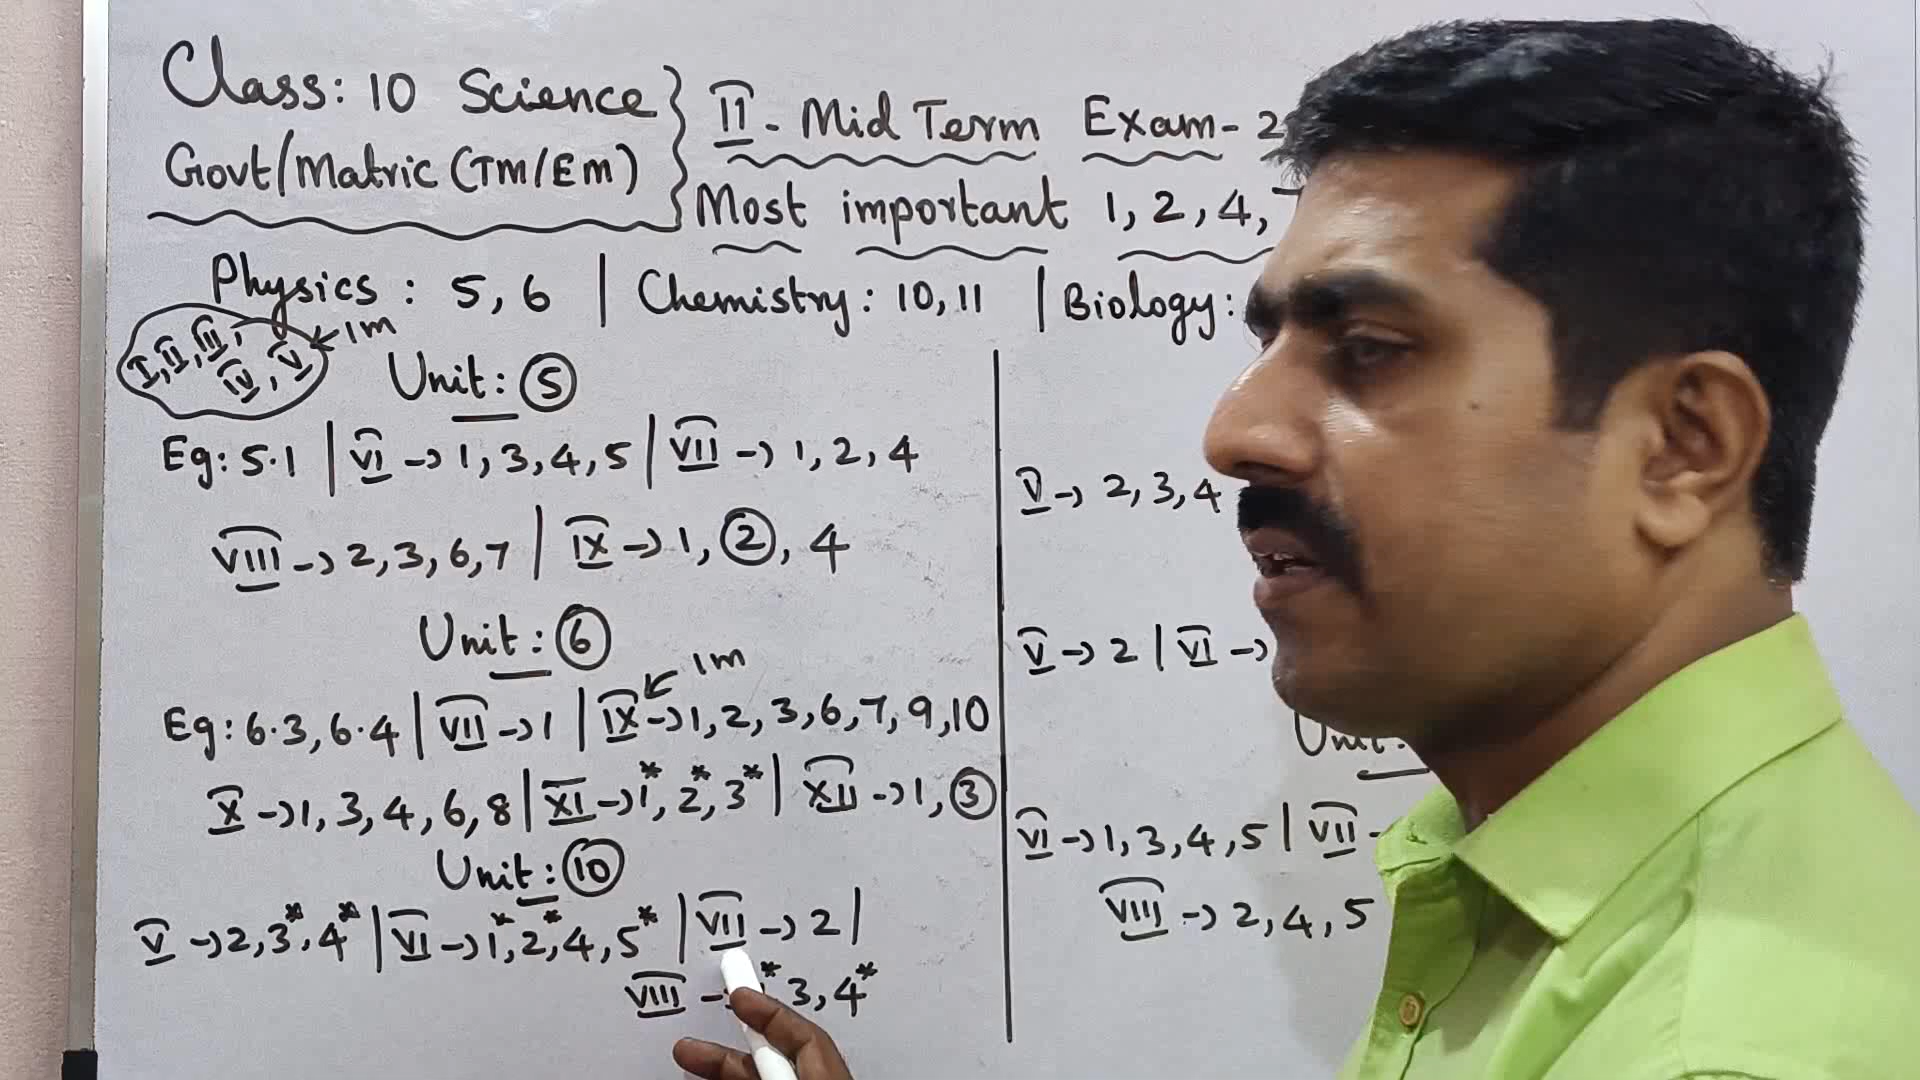 Class: 10 Science
Govt/Matric (TM/EM)
II - Mid Term Exam - 2
Most important 1, 2, 4,
Physics : 5, 6 | Chemistry : 10, 11 | Biology :
I, II, III, IV, V ← 1m
Unit : 5
Eg: 5.1 | VI → 1, 3, 4, 5 | VII → 1, 2, 4
VIII → 2, 3, 6, 7 | IX → 1, 2, 4
Unit : 6
1m
Eg: 6.3, 6.4 | VII → 1 | IX → 1, 2, 3, 6, 7, 9, 10
X → 1, 3, 4, 6, 8 | XI → 1*, 2*, 3* | XII → 1, 3
Unit : 10
V → 2, 3*, 4* | VI → 1*, 2*, 4, 5* | VII → 2 |
VIII → * 3, 4*
V → 2, 3, 4
V → 2 | VI →
Unit:
VI → 1, 3, 4, 5 | VII -
VIII → 2, 4, 5